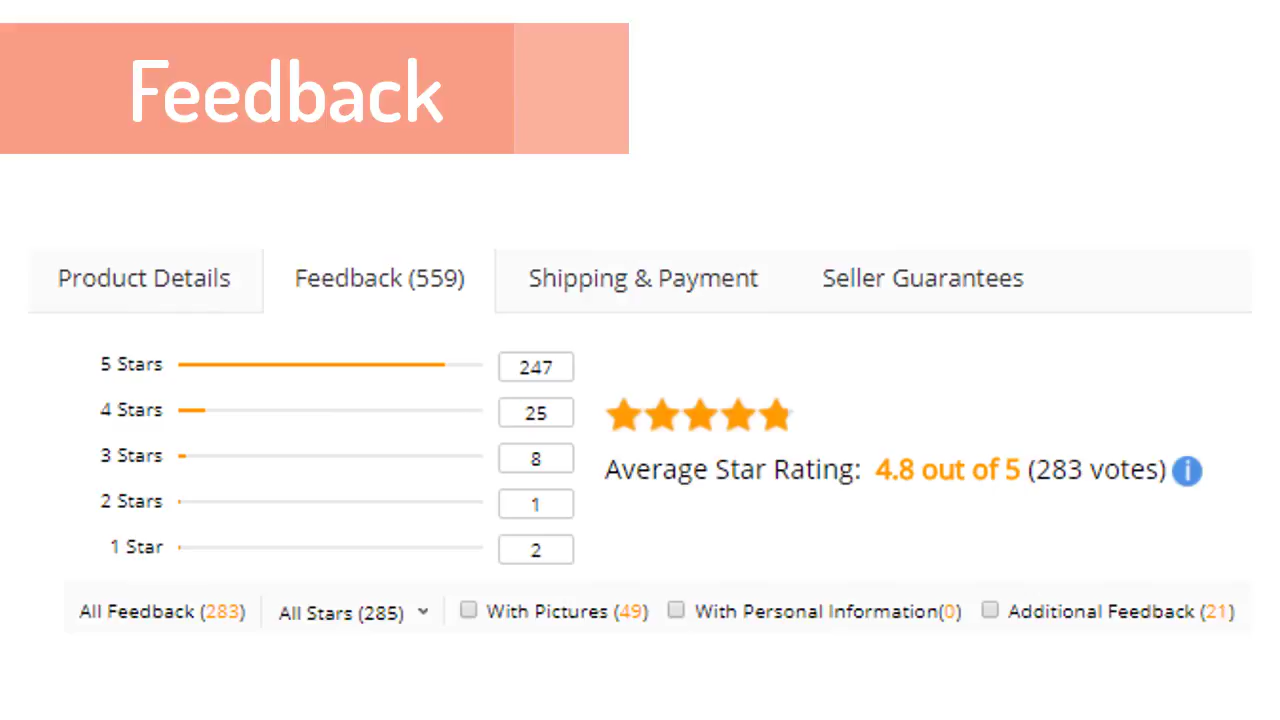 Feedback
Product Details Feedback (559) Shipping & Payment Seller Guarantees
5 Stars 247
4 Stars 25
3 Stars 8
2 Stars 1
1 Star 2
Average Star Rating: 4.8 out of 5 (283 votes) i
All Feedback (283) All Stars (285) With Pictures (49) With Personal Information(0) Additional Feedback (21)